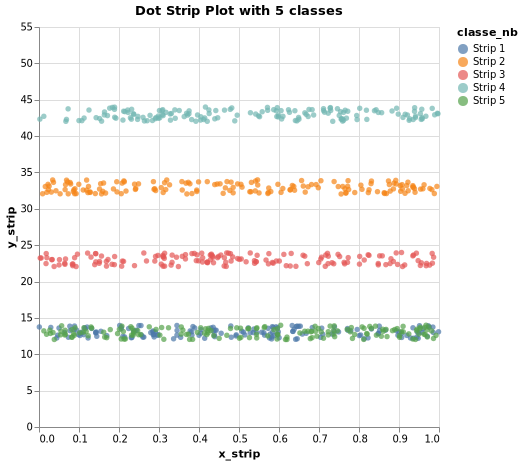 Dot Strip Plot with 5 classes
classe_nb
Strip 1
Strip 2
Strip 3
Strip 4
Strip 5
y_strip
55
50
45
40
35
30
25
20
15
10
5
0
0.0 0.1 0.2 0.3 0.4 0.5 0.6 0.7 0.8 0.9 1.0
x_strip